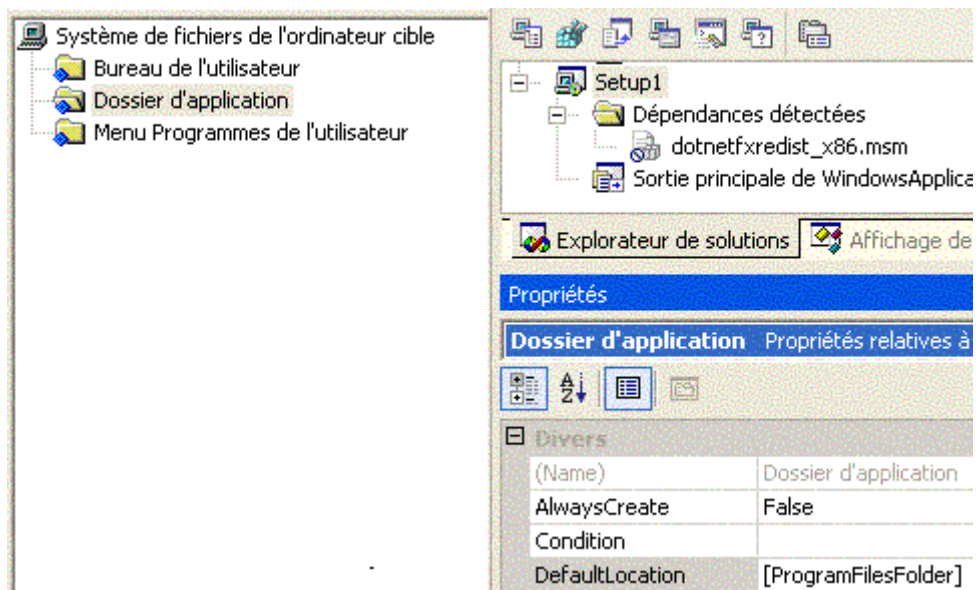 Système de fichiers de l'ordinateur cible
Bureau de l'utilisateur
Dossier d'application
Menu Programmes de l'utilisateur
Setup1
Dépendances détectées
dotnetfxredist_x86.msm
Sortie principale de WindowsApplica
Explorateur de solutions
Affichage de
Propriétés
Dossier d'application Propriétés relatives à
Divers
(Name) Dossier d'application
AlwaysCreate False
Condition
DefaultLocation [ProgramFilesFolder]